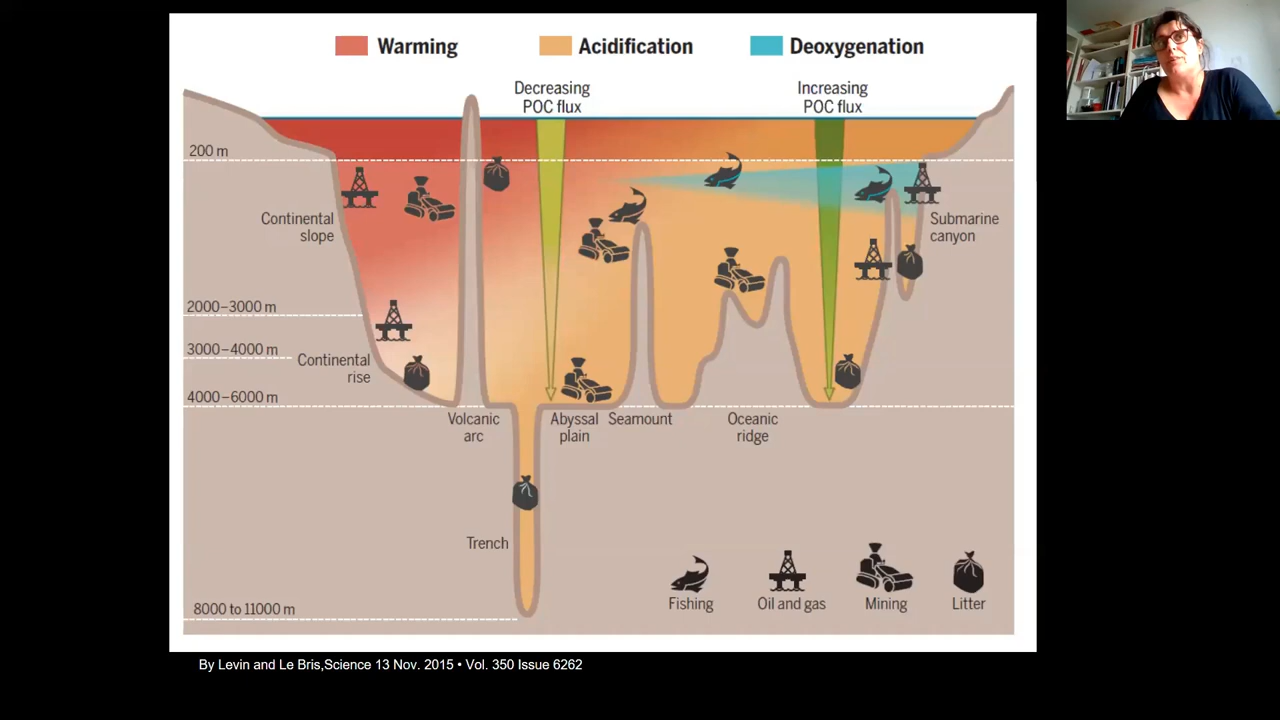 Warming Acidification Deoxygenation
Decreasing
POC flux
Increasing
POC flux
200 m
Continental
slope
Submarine
canyon
2000–3000 m
3000–4000 m
Continental
rise
4000–6000 m
Volcanic
arc
Abyssal
plain
Seamount
Oceanic
ridge
Trench
Fishing
Oil and gas
Mining
Litter
8000 to 11000 m
By Levin and Le Bris,Science 13 Nov. 2015 • Vol. 350 Issue 6262